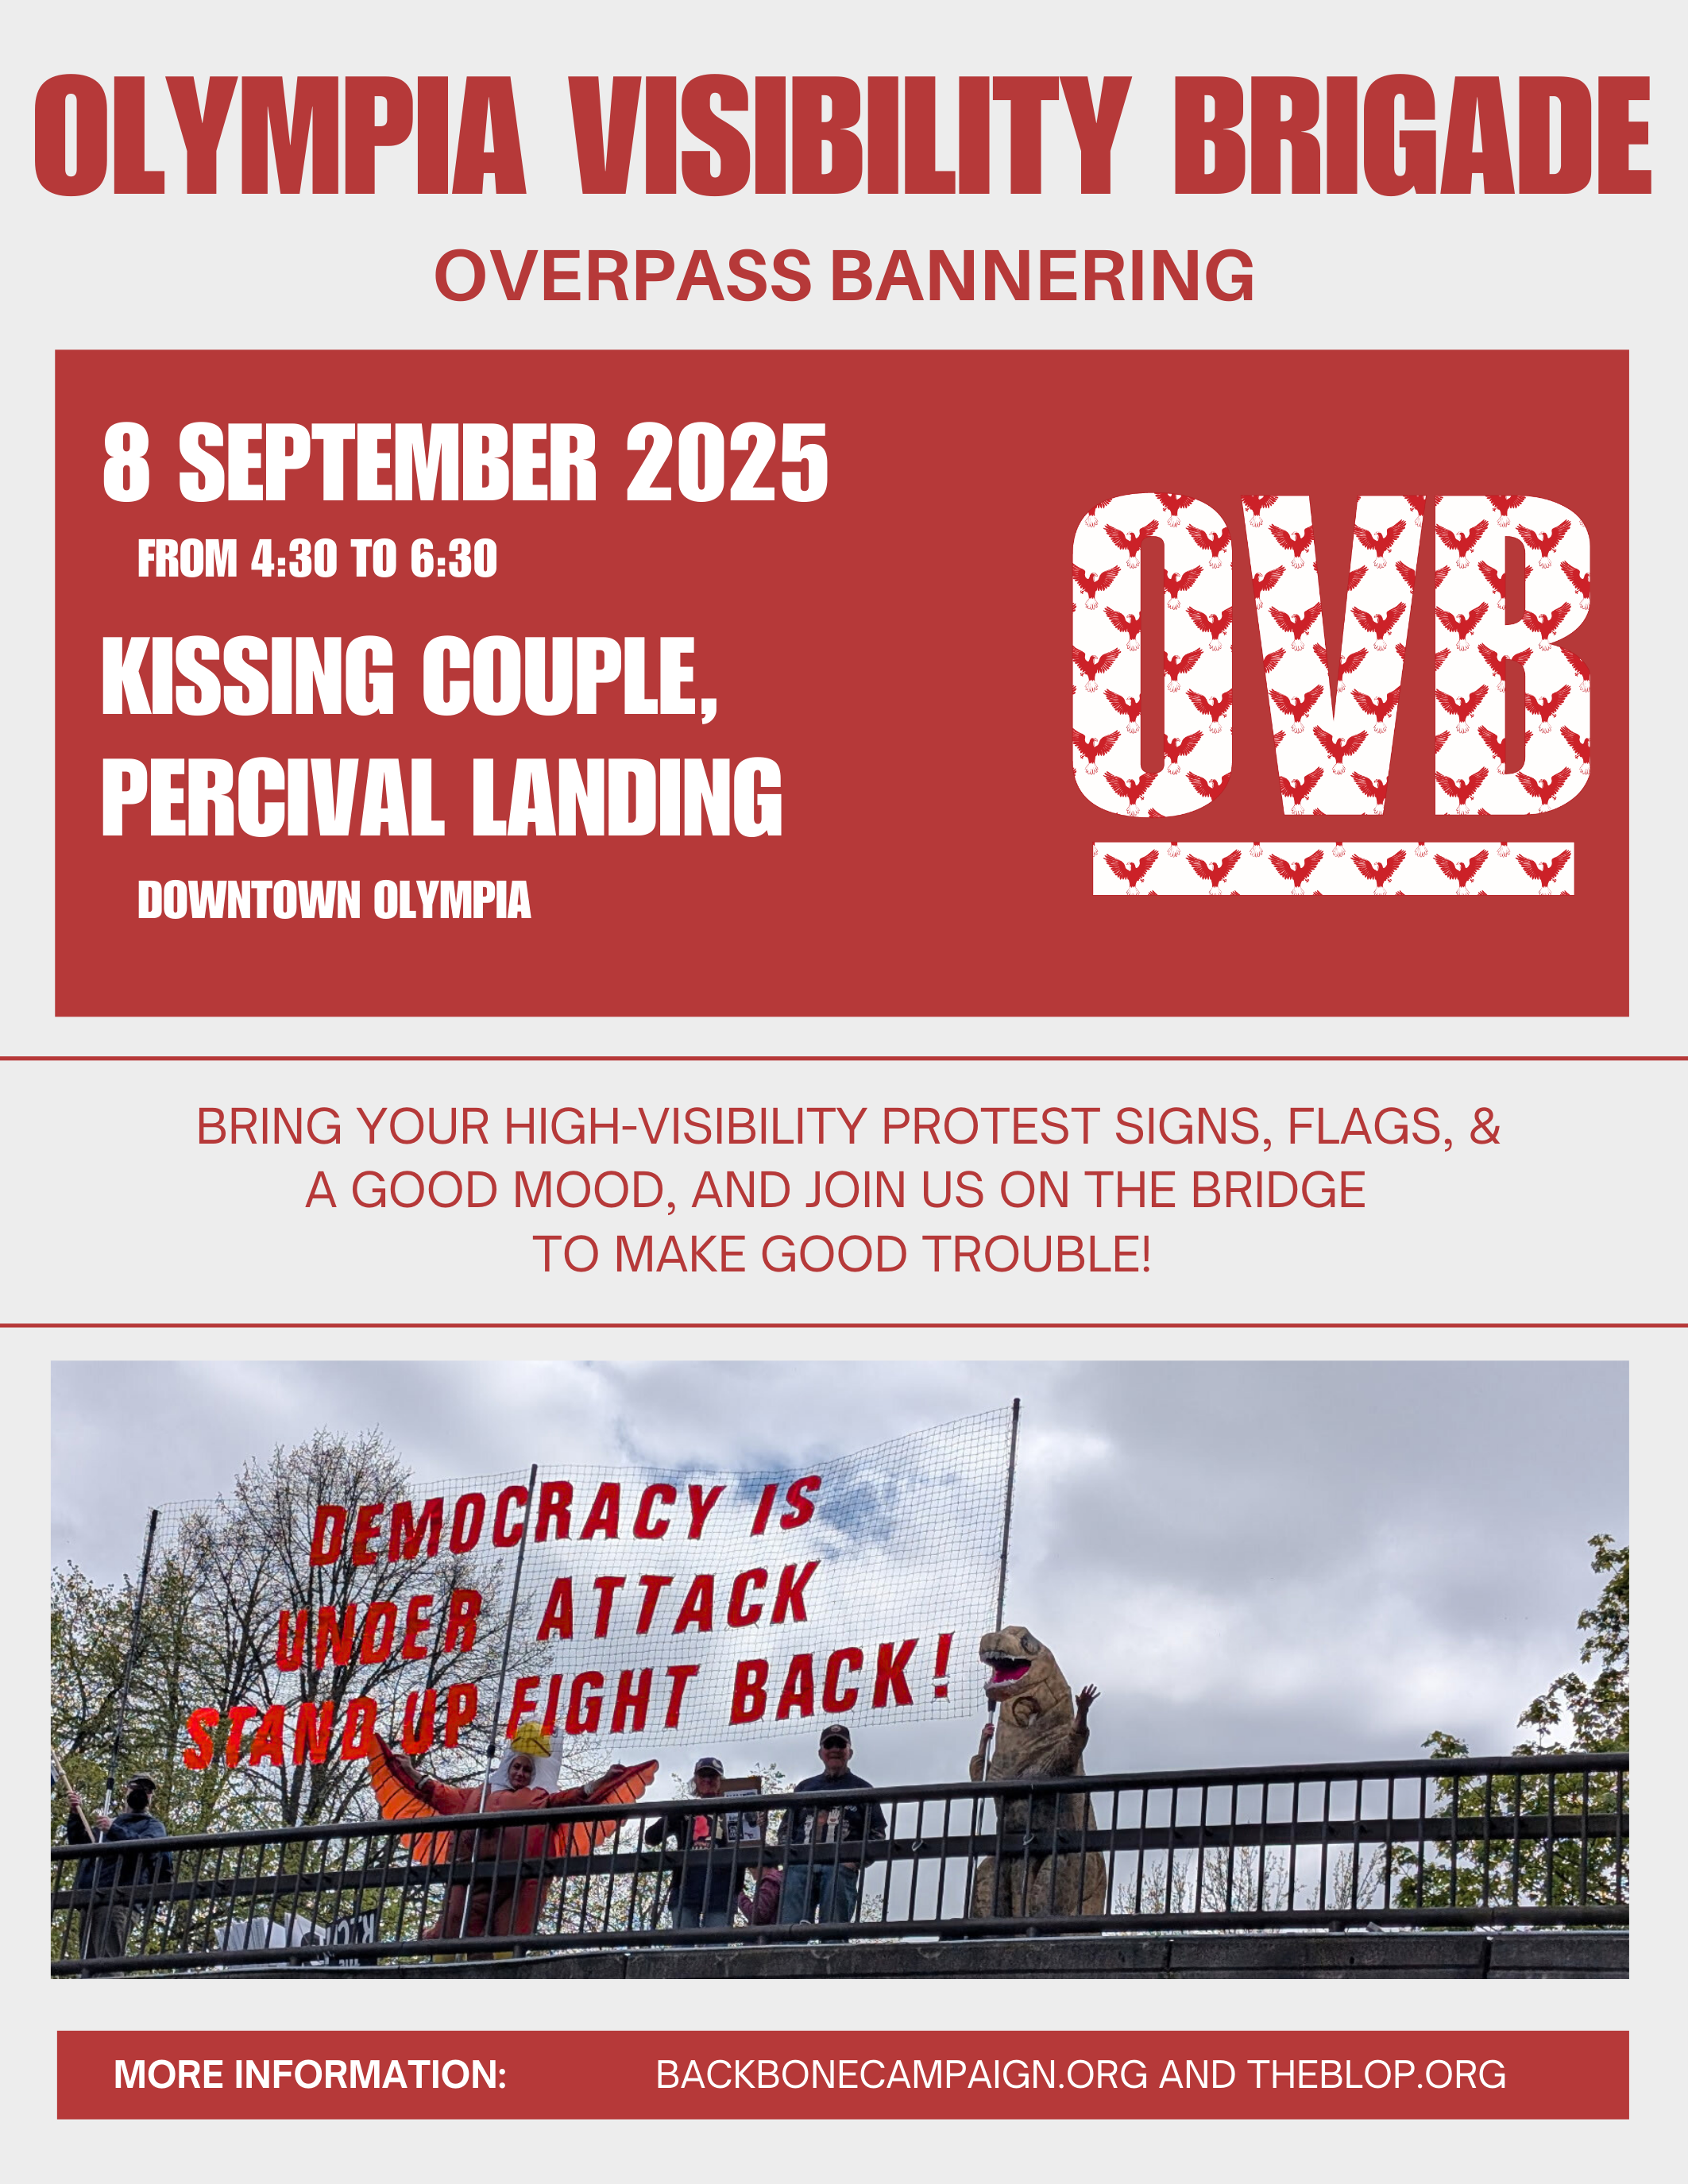 OLYMPIA VISIBILITY BRIGADE
OVERPASS BANNERING
8 SEPTEMBER 2025
FROM 4:30 TO 6:30
KISSING COUPLE,
PERCIVAL LANDING
DOWNTOWN OLYMPIA
OVB
BRING YOUR HIGH-VISIBILITY PROTEST SIGNS, FLAGS, &
A GOOD MOOD, AND JOIN US ON THE BRIDGE
TO MAKE GOOD TROUBLE!
DEMOCRACY IS
UNDER ATTACK
STAND UP FIGHT BACK!
MORE INFORMATION: BACKBONECAMPAIGN.ORG AND THEBLOP.ORG